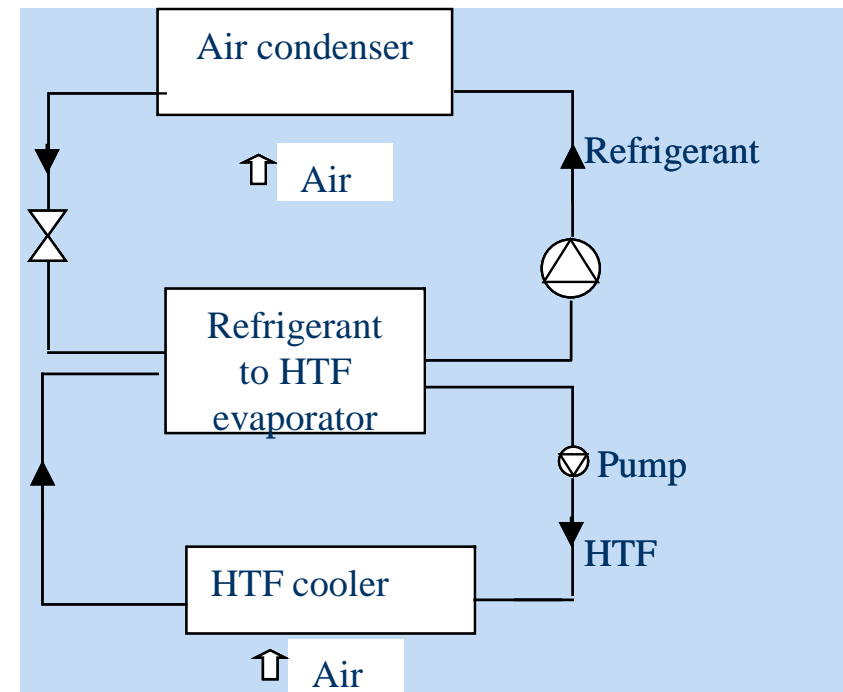 Air condenser
Refrigerant
Air
Refrigerant
to HTF
evaporator
Pump
HTF
HTF cooler
Air